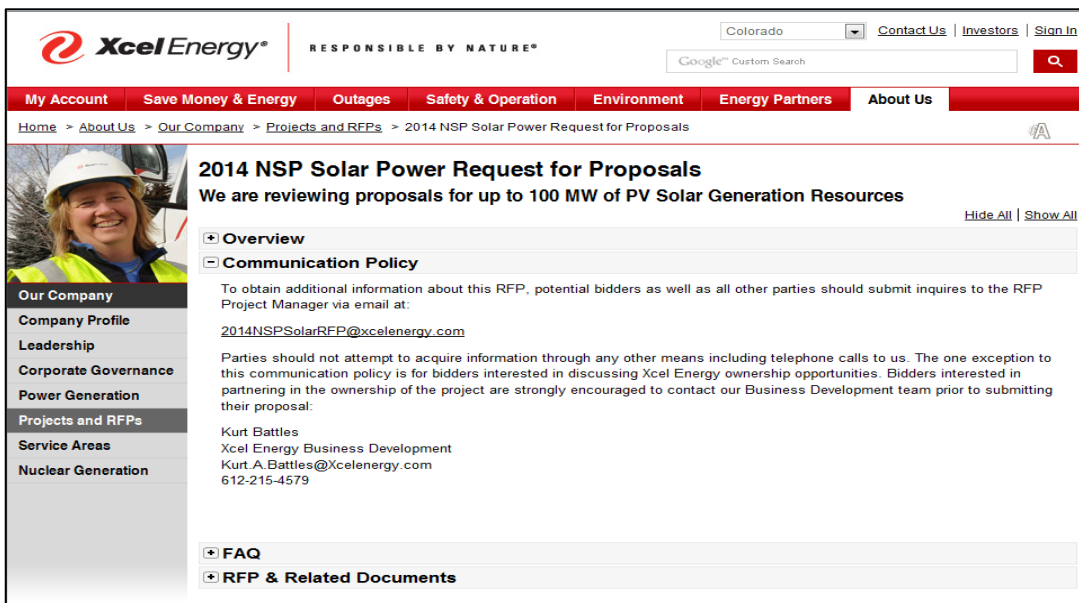 Xcel Energy®
RESPONSIBLE BY NATURE®
Colorado
Contact Us | Investors | Sign In
Google™ Custom Search
My Account Save Money & Energy Outages Safety & Operation Environment Energy Partners About Us
Home > About Us > Our Company > Projects and RFPs > 2014 NSP Solar Power Request for Proposals
2014 NSP Solar Power Request for Proposals
We are reviewing proposals for up to 100 MW of PV Solar Generation Resources
Hide All | Show All
Overview
Communication Policy
To obtain additional information about this RFP, potential bidders as well as all other parties should submit inquires to the RFP
Project Manager via email at:
2014NSPSolarRFP@xcelenergy.com
Parties should not attempt to acquire information through any other means including telephone calls to us. The one exception to
this communication policy is for bidders interested in discussing Xcel Energy ownership opportunities. Bidders interested in
partnering in the ownership of the project are strongly encouraged to contact our Business Development team prior to submitting
their proposal:
Kurt Battles
Xcel Energy Business Development
Kurt.A.Battles@Xcelenergy.com
612-215-4579
FAQ
RFP & Related Documents
Our Company
Company Profile
Leadership
Corporate Governance
Power Generation
Projects and RFPs
Service Areas
Nuclear Generation